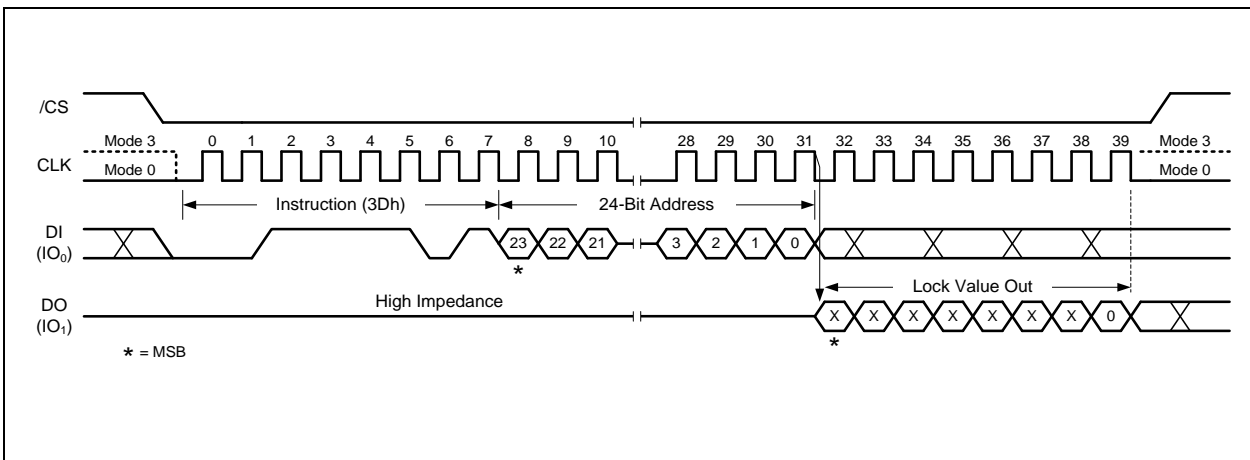 /CS
Mode 3 0 1 2 3 4 5 6 7 8 9 10 28 29 30 31 32 33 34 35 36 37 38 39 Mode 3
CLK Mode 0 Mode 0
Instruction (3Dh) 24-Bit Address
DI
(IO₀) 23 22 21 3 2 1 0
*
High Impedance Lock Value Out
DO
(IO₁) X X X X X X X 0
*
* = MSB